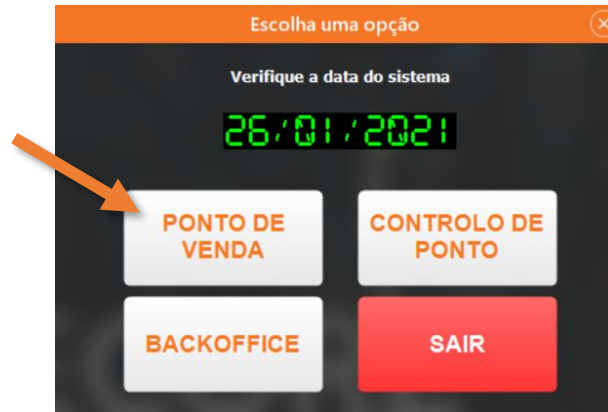 Escolha uma opção
Verifique a data do sistema
26/01/2021
PONTO DE
VENDA
CONTROLO DE
PONTO
BACKOFFICE
SAIR